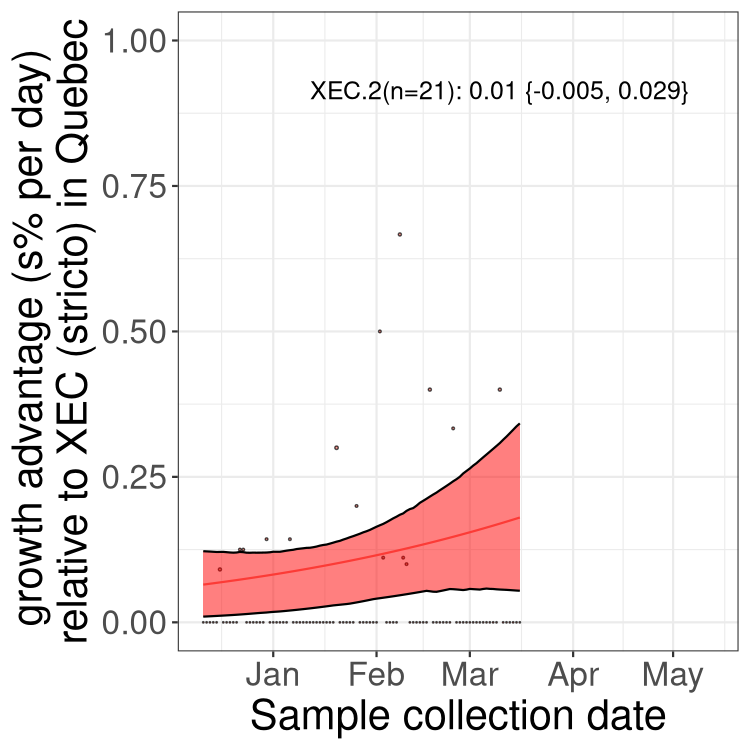 growth advantage (s% per day)
relative to XEC (stricto) in Quebec
1.00
0.75
0.50
0.25
0.00
XEC.2(n=21): 0.01 {-0.005, 0.029}
Jan Feb Mar Apr May
Sample collection date